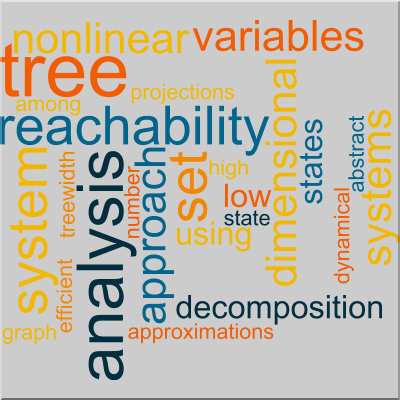 nonlinear variables
tree
projections
among
reachability
dimensional
states
abstract
systems
system
treewidth
analysis
number
approach
set
high
low
state
using
dynamical
efficient
decomposition
graph
approximations